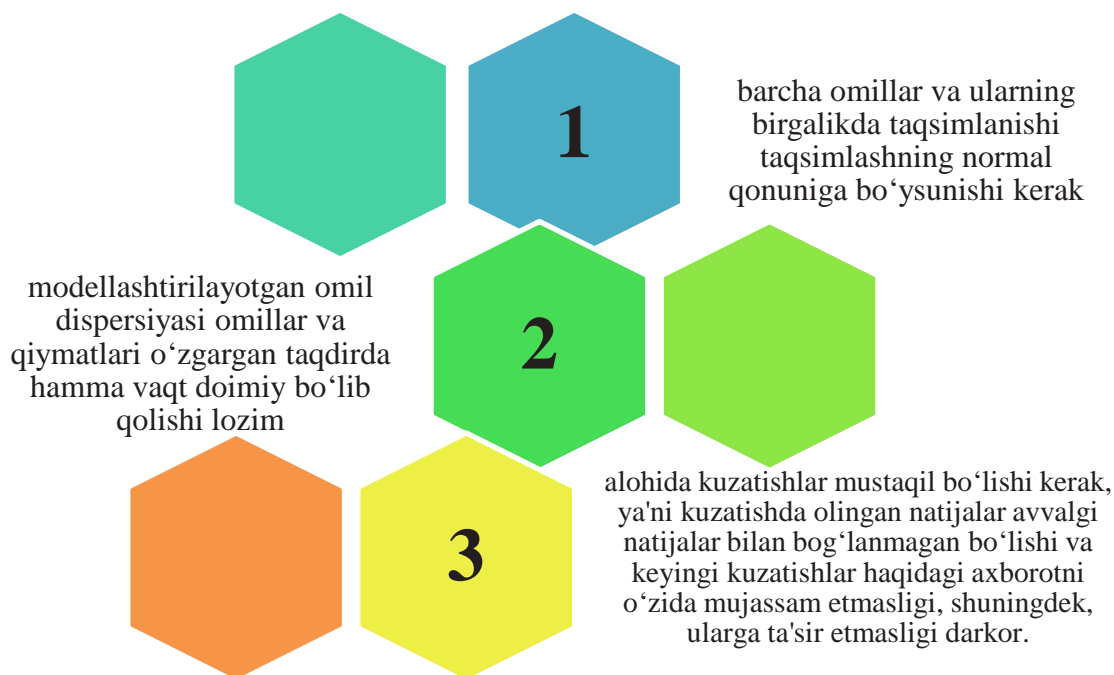 1
barcha omillar va ularning
birgalikda taqsimlanishi
taqsimlashning normal
qonuniga bo‘ysunishi kerak
modellashtirilayotgan omil
dispersiyasi omillar va
qiymatlari o‘zgargan taqdirda
hamma vaqt doimiy bo‘lib
qolishi lozim
2
3
alohida kuzatishlar mustaqil bo‘lishi kerak,
ya'ni kuzatishda olingan natijalar avvalgi
natijalar bilan bog‘lanmagan bo‘lishi va
keyingi kuzatishlar haqidagi axborotni
o‘zida mujassam etmasligi, shuningdek,
ularga ta'sir etmasligi darkor.